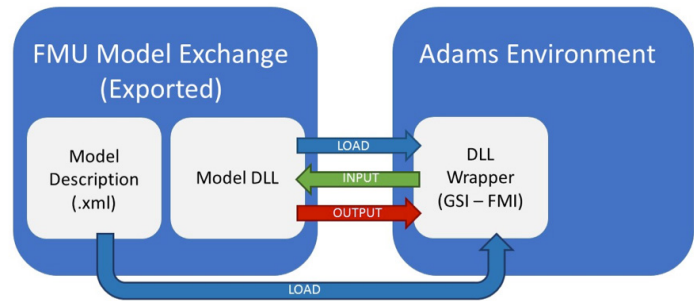 FMU Model Exchange
(Exported)
Adams Environment
Model
Description
(.xml)
Model DLL
LOAD
INPUT
OUTPUT
DLL
Wrapper
(GSI – FMI)
LOAD